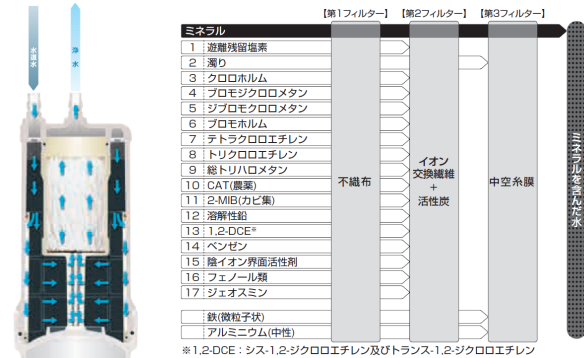 水道水
浄水
【第1フィルター】 【第2フィルター】 【第3フィルター】
ミネラル
1 遊離残留塩素
2 濁り
3 クロロホルム
4 ブロモジクロロメタン
5 ジブロモクロロメタン
6 ブロモホルム
7 テトラクロロエチレン
8 トリクロロエチレン
9 総トリハロメタン
10 CAT(農薬)
11 2-MIB(カビ臭)
12 溶解性鉛
13 1,2-DCE※
14 ベンゼン
15 陰イオン界面活性剤
16 フェノール類
17 ジェオスミン
鉄(微粒子状)
アルミニウム(中性)
不織布
イオン
交換繊維
+
活性炭
中空糸膜
ミネラルを含んだ水
※1,2-DCE：シス-1,2-ジクロロエチレン及びトランス-1,2-ジクロロエチレン